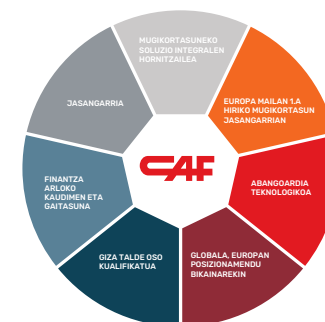 MUGIKORTASUNEKO
SOLUZIO INTEGRALEN
HORNITZAILEA
EUROPA MAILAN 1.A
HIRIKO MUGIKORTASUN
JASANGARRIAN
ABANGOARDIA
TEKNOLOGIKOA
GLOBALA, EUROPAN
POSIZIONAMENDU
BIKAINAREKIN
GIZA TALDE OSO
KUALIFIKATUA
FINANTZA
ARLOKO
KAUDIMEN ETA
GAITASUNA
JASANGARRIA
CAF